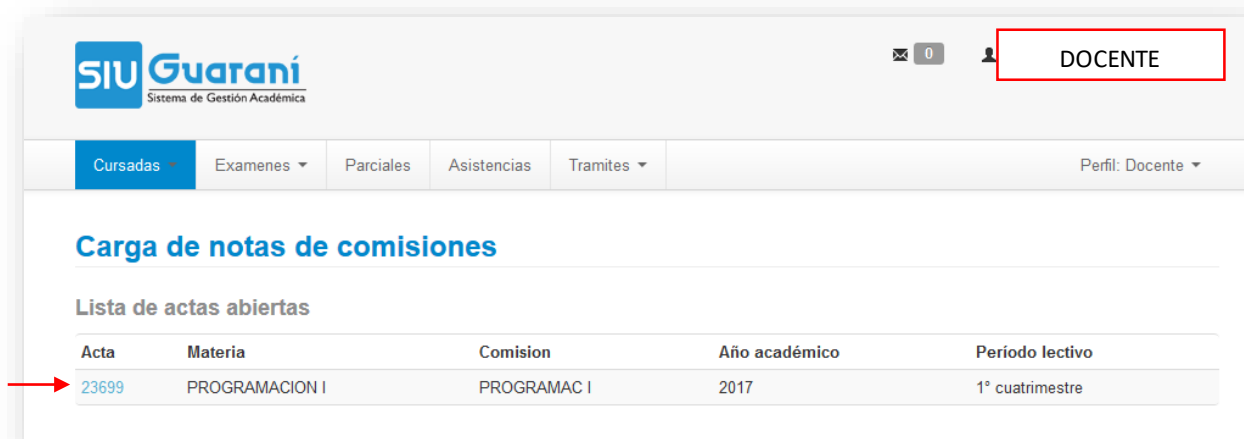 SIU Guaraní
Sistema de Gestión Académica
0
DOCENTE
Cursadas Examenes Parciales Asistencias Tramites Perfil: Docente
Carga de notas de comisiones
Lista de actas abiertas
Acta Materia Comision Año académico Período lectivo
23699 PROGRAMACION I PROGRAMAC I 2017 1° cuatrimestre